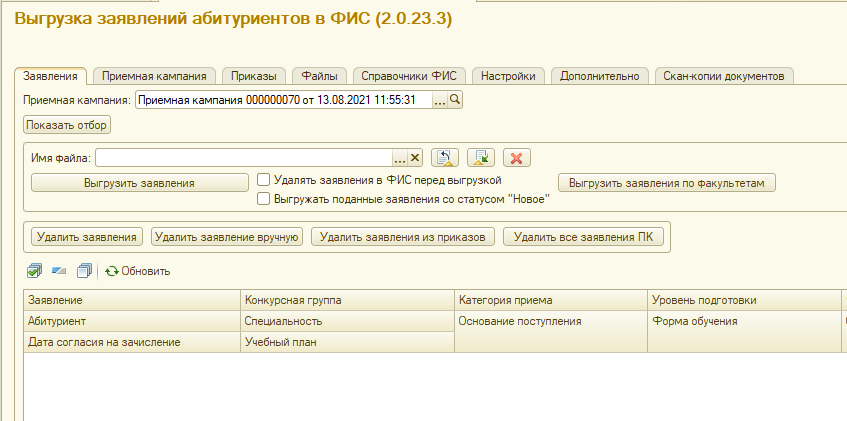 Выгрузка заявлений абитуриентов в ФИС (2.0.23.3)
Заявления Приемная кампания Приказы Файлы Справочники ФИС Настройки Дополнительно Скан-копии документов
Приемная кампания: Приемная кампания 000000070 от 13.08.2021 11:55:31 ...
Показать отбор
Имя файла: ...
Выгрузить заявления Удалять заявления в ФИС перед выгрузкой Выгрузить заявления по факультетам
Выгружать поданные заявления со статусом "Новое"
Удалить заявления Удалить заявление вручную Удалить заявления из приказов Удалить все заявления ПК
Обновить
Заявление Конкурсная группа Категория приема Уровень подготовки
Абитуриент Специальность Основание поступления Форма обучения
Дата согласия на зачисление Учебный план